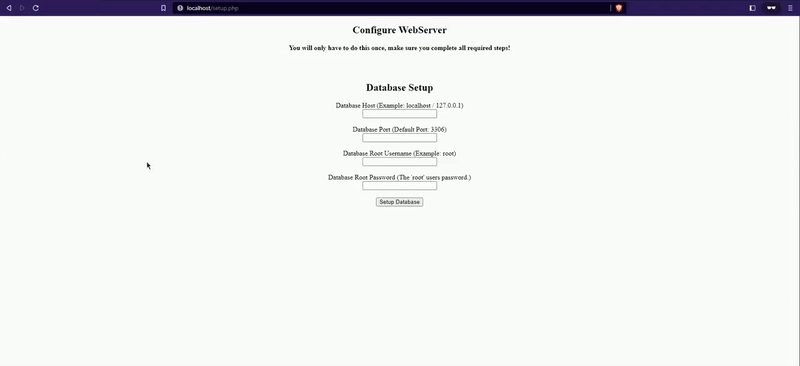 localhost/setup.php
Configure WebServer
You will only have to do this once, make sure you complete all required steps!
Database Setup
Database Host (Example: localhost / 127.0.0.1)
Database Port (Default Port: 3306)
Database Root Username (Example: root)
Database Root Password (The 'root' users password.)
Setup Database